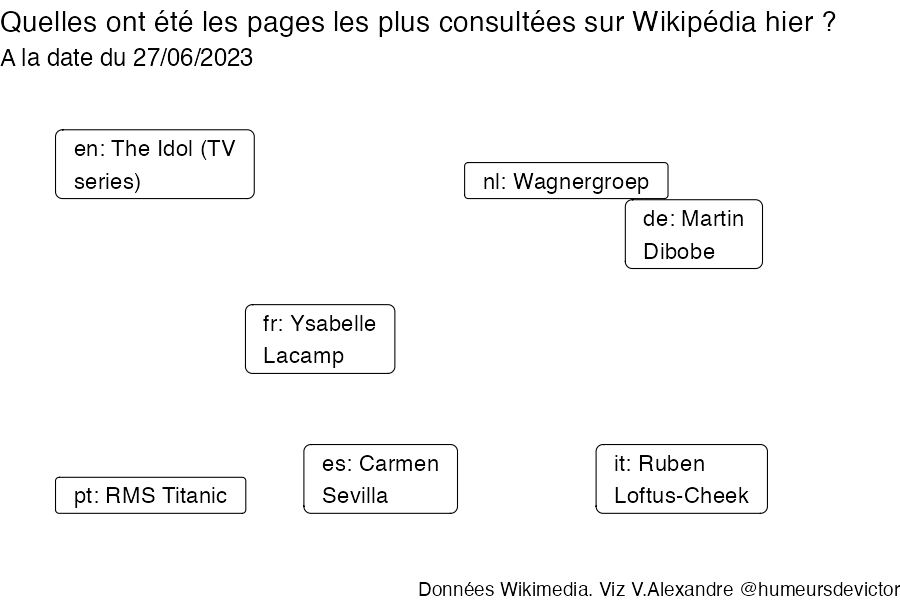 Quelles ont été les pages les plus consultées sur Wikipédia hier ?
A la date du 27/06/2023
en: The Idol (TV
series)
nl: Wagnergroep
de: Martin
Dibobe
fr: Ysabelle
Lacamp
es: Carmen
Sevilla
it: Ruben
Loftus-Cheek
pt: RMS Titanic
Données Wikimedia. Viz V.Alexandre @humeursdevictor